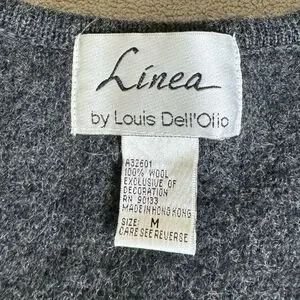 Linea
by Louis Dell'Olio
A32601
100% WOOL
EXCLUSIVE OF
DECORATION
RN 90133
MADE IN HONG KONG
SIZE: M
CARE SEE REVERSE